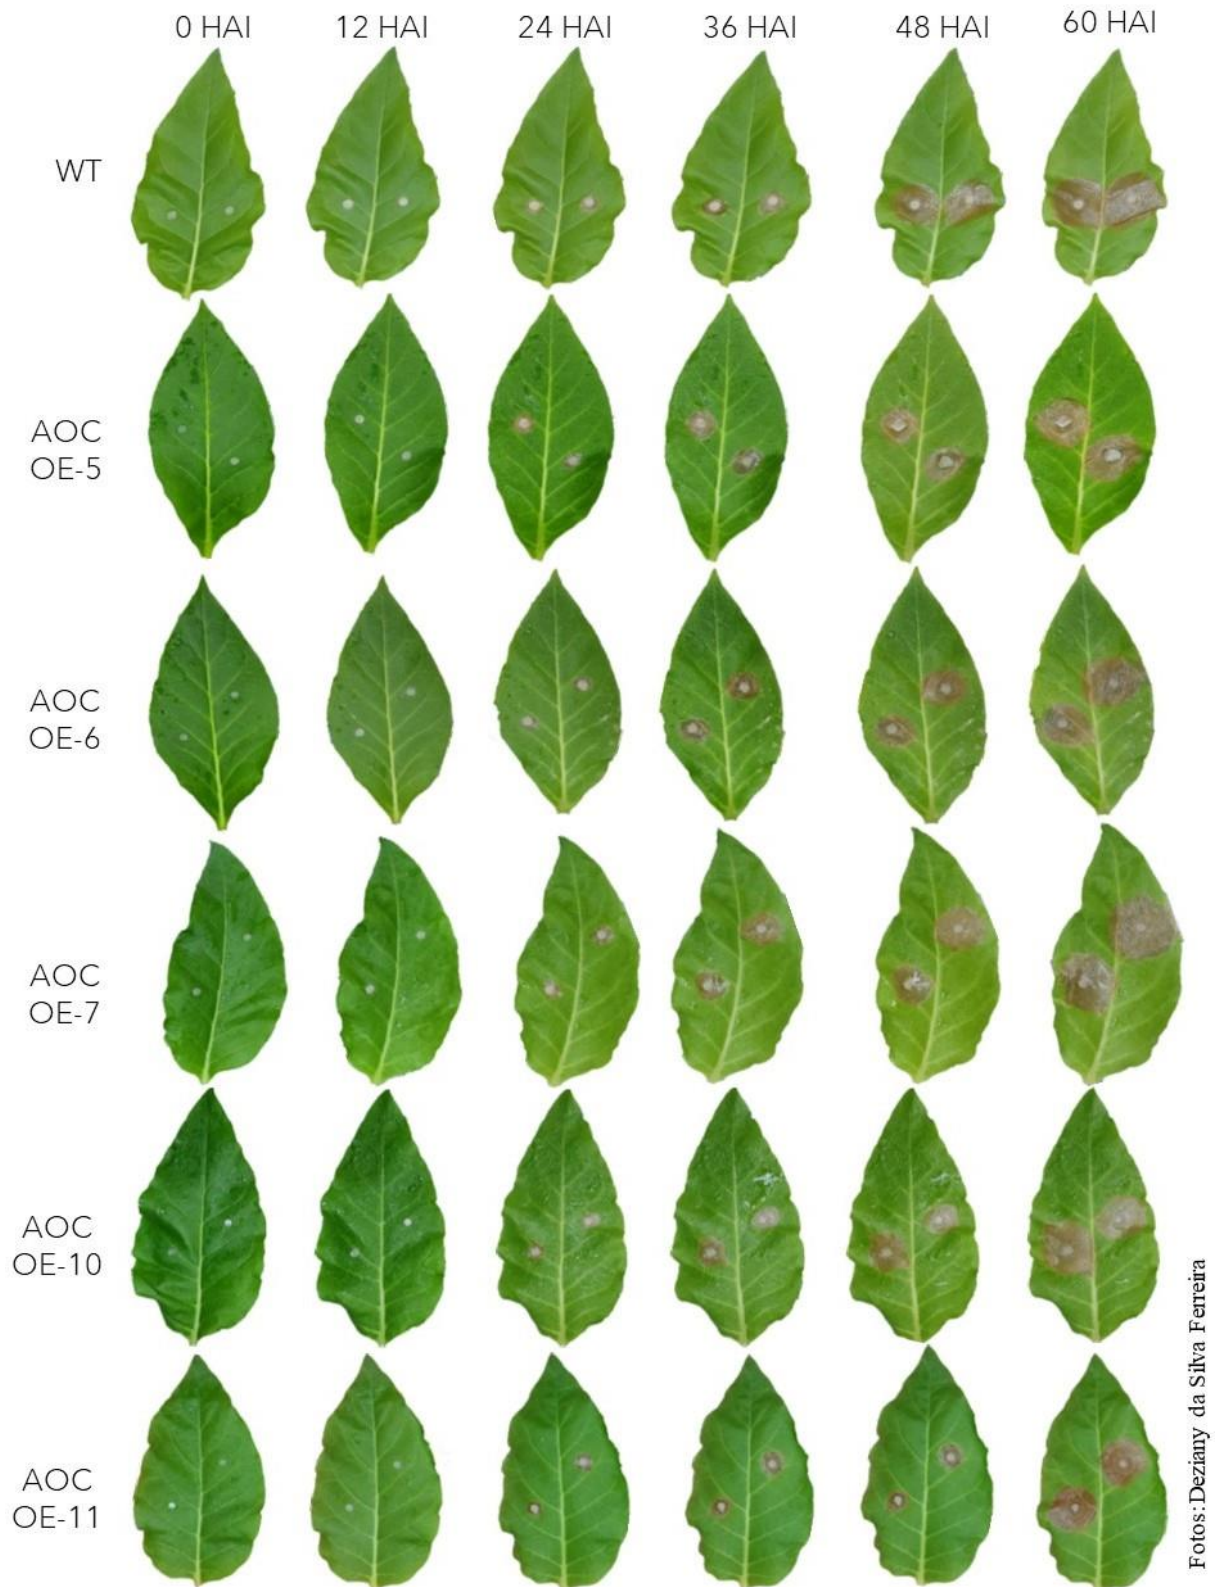 0 HAI 12 HAI 24 HAI 36 HAI 48 HAI 60 HAI
WT
AOC
OE-5
AOC
OE-6
AOC
OE-7
AOC
OE-10
AOC
OE-11
Fotos: Deziany da Silva Ferreira